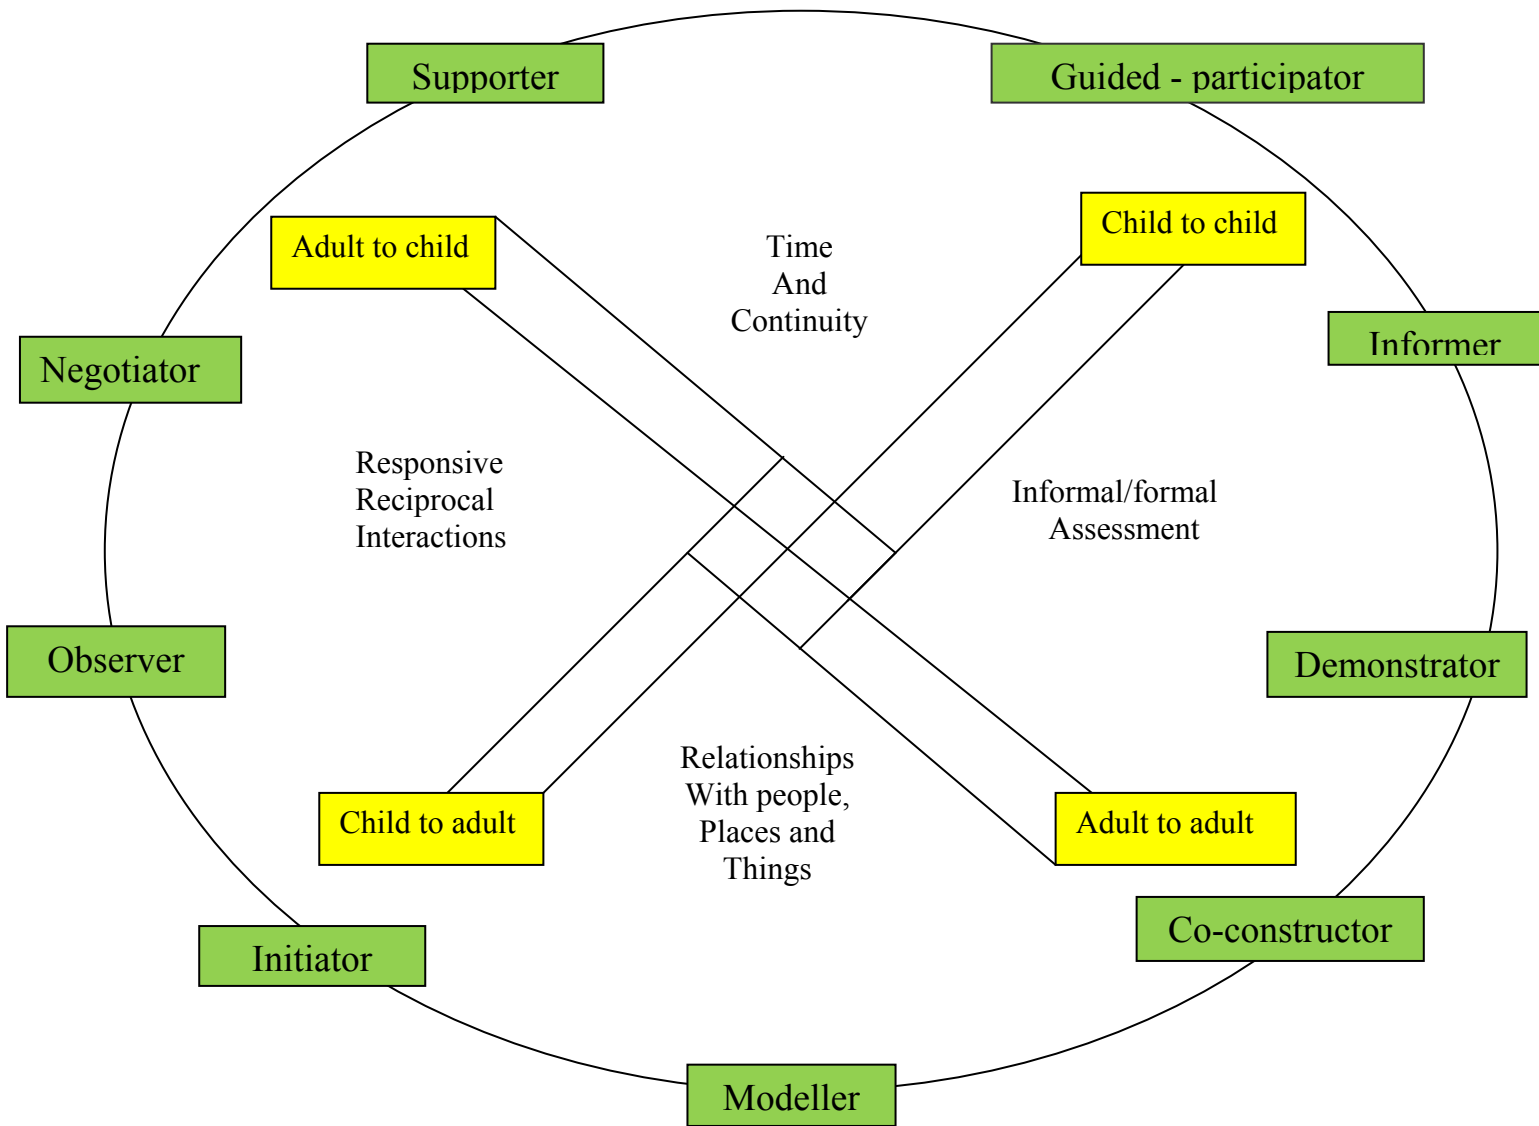 Supporter
Guided - participator
Adult to child
Child to child
Time
And
Continuity
Negotiator
Informer
Responsive
Reciprocal
Interactions
Informal/formal
Assessment
Observer
Demonstrator
Relationships
With people,
Places and
Things
Child to adult
Adult to adult
Co-constructor
Initiator
Modeller